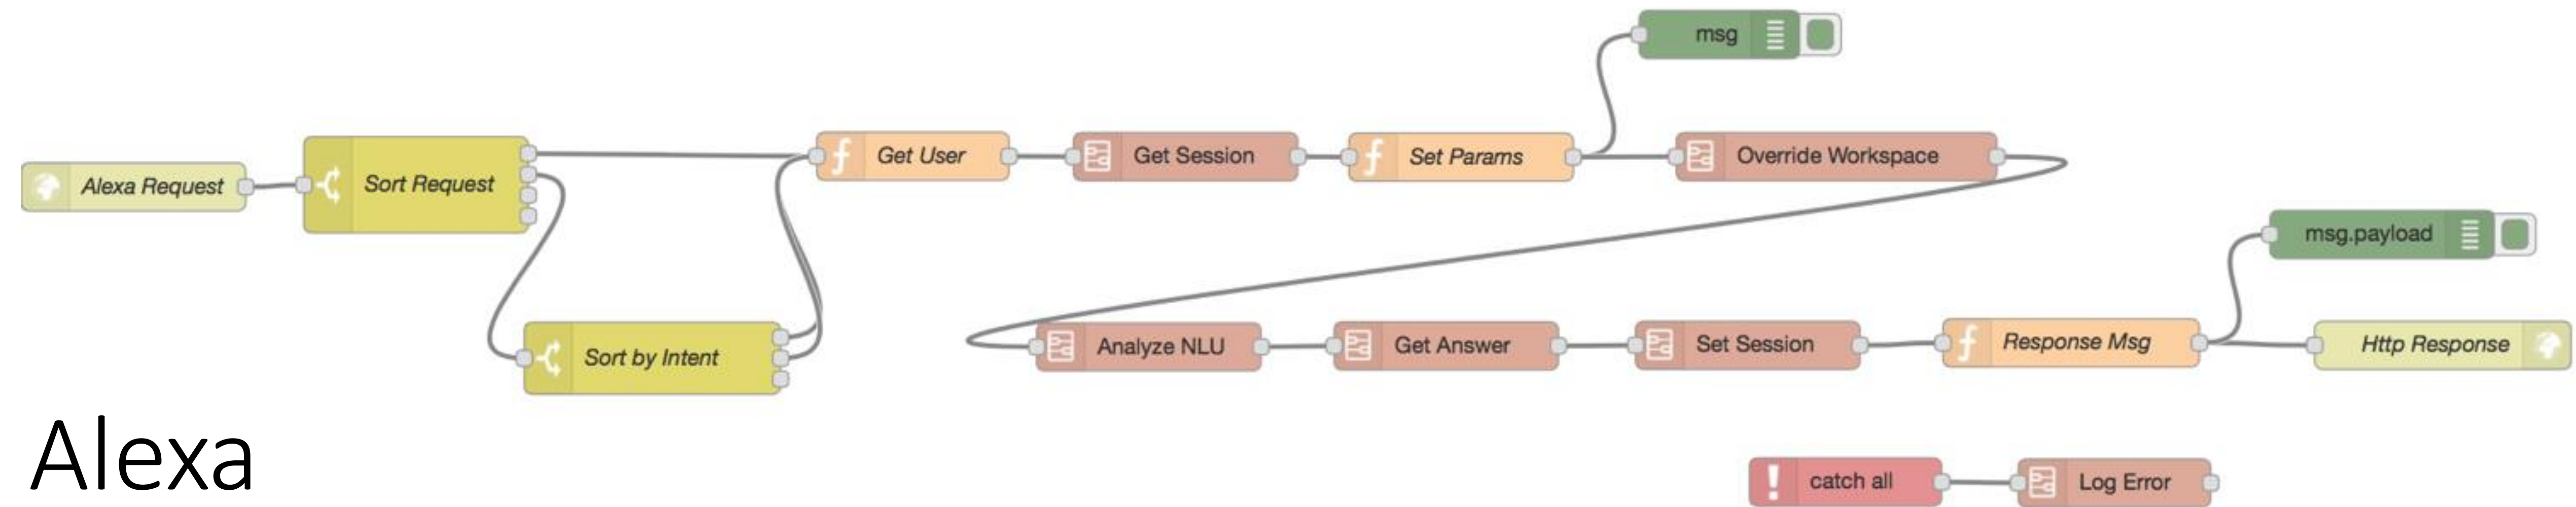 msg
Alexa Request
Sort Request
Get User
Get Session
Set Params
Override Workspace
msg.payload
Sort by Intent
Analyze NLU
Get Answer
Set Session
Response Msg
Http Response
Alexa
catch all
Log Error